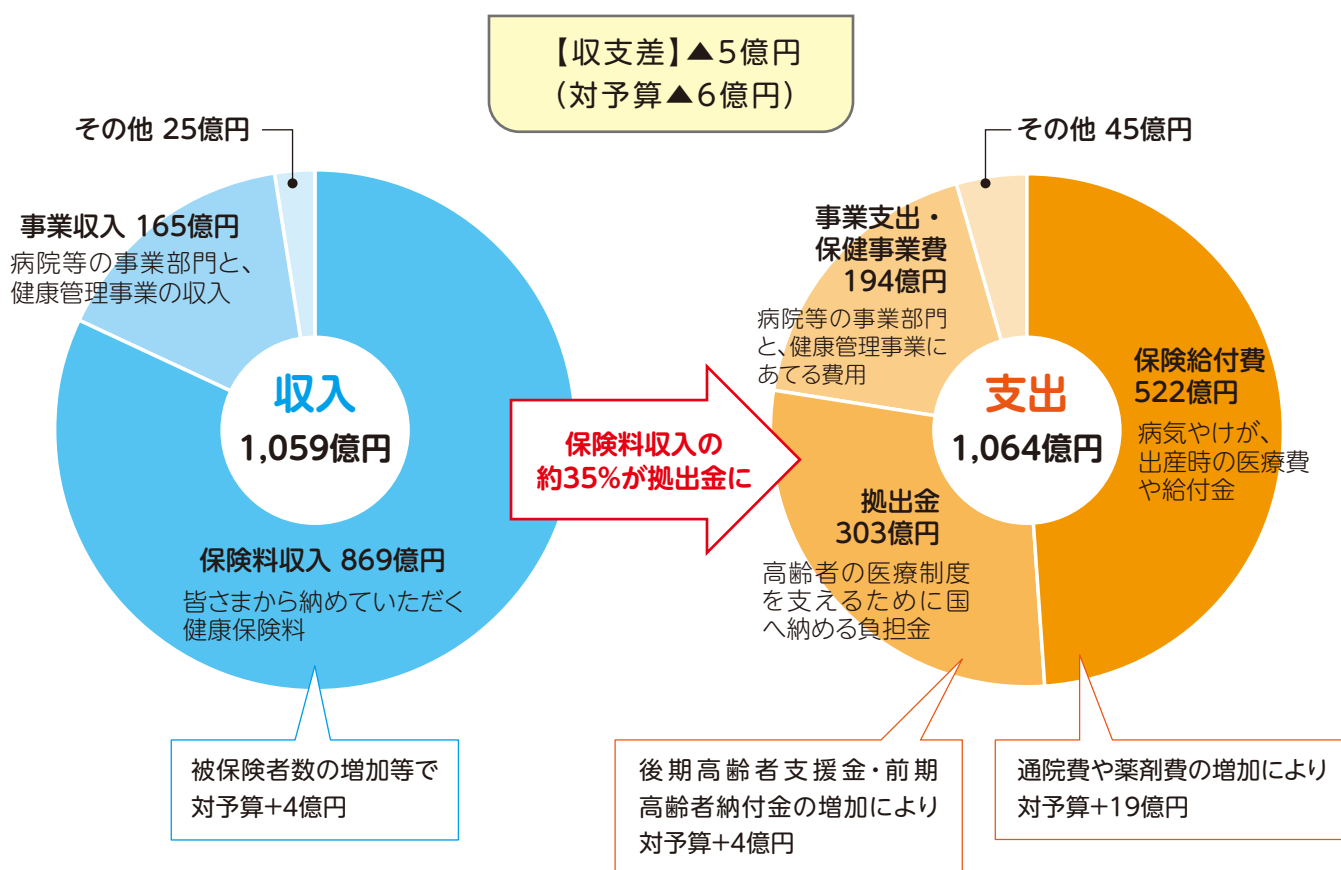 【収支差】▲5億円
(対予算▲6億円)
その他 25億円
事業収入 165億円
病院等の事業部門と、
健康管理事業の収入
収入
1,059億円
保険料収入 869億円
皆さまから納めていただく
健康保険料
被保険者数の増加等で
対予算+4億円
保険料収入の
約35%が拠出金に
その他 45億円
事業支出・
保健事業費
194億円
病院等の事業部門
と、健康管理事業に
あてる費用
支出
1,064億円
保険給付費
522億円
病気やけが、
出産時の医療費
や給付金
拠出金
303億円
高齢者の医療制度
を支えるために国
へ納める負担金
後期高齢者支援金・前期
高齢者納付金の増加により
対予算+4億円
通院費や薬剤費の増加により
対予算+19億円